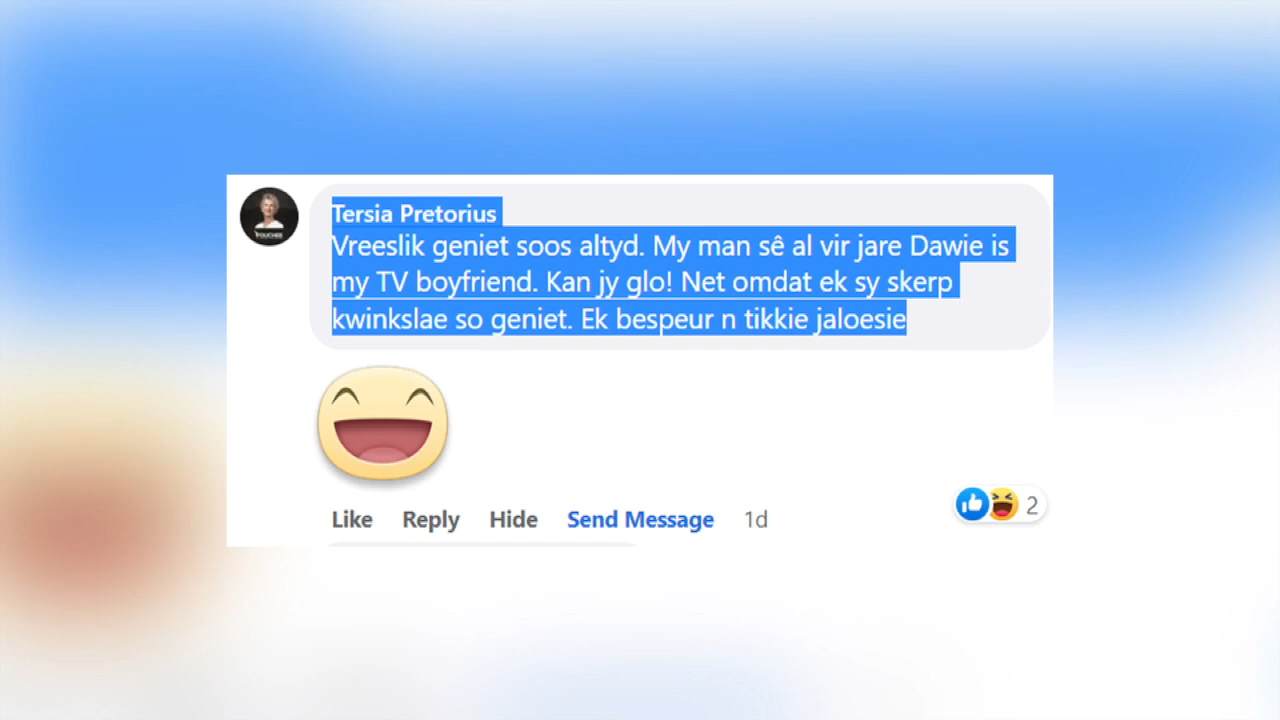 Tersia Pretorius
Vreeslik geniet soos altyd. My man sê al vir jare Dawie is
my TV boyfriend. Kan jy glo! Net omdat ek sy skerp
kwinkslae so geniet. Ek bespeur n tikkie jaloesie
Like Reply Hide Send Message 1d
2